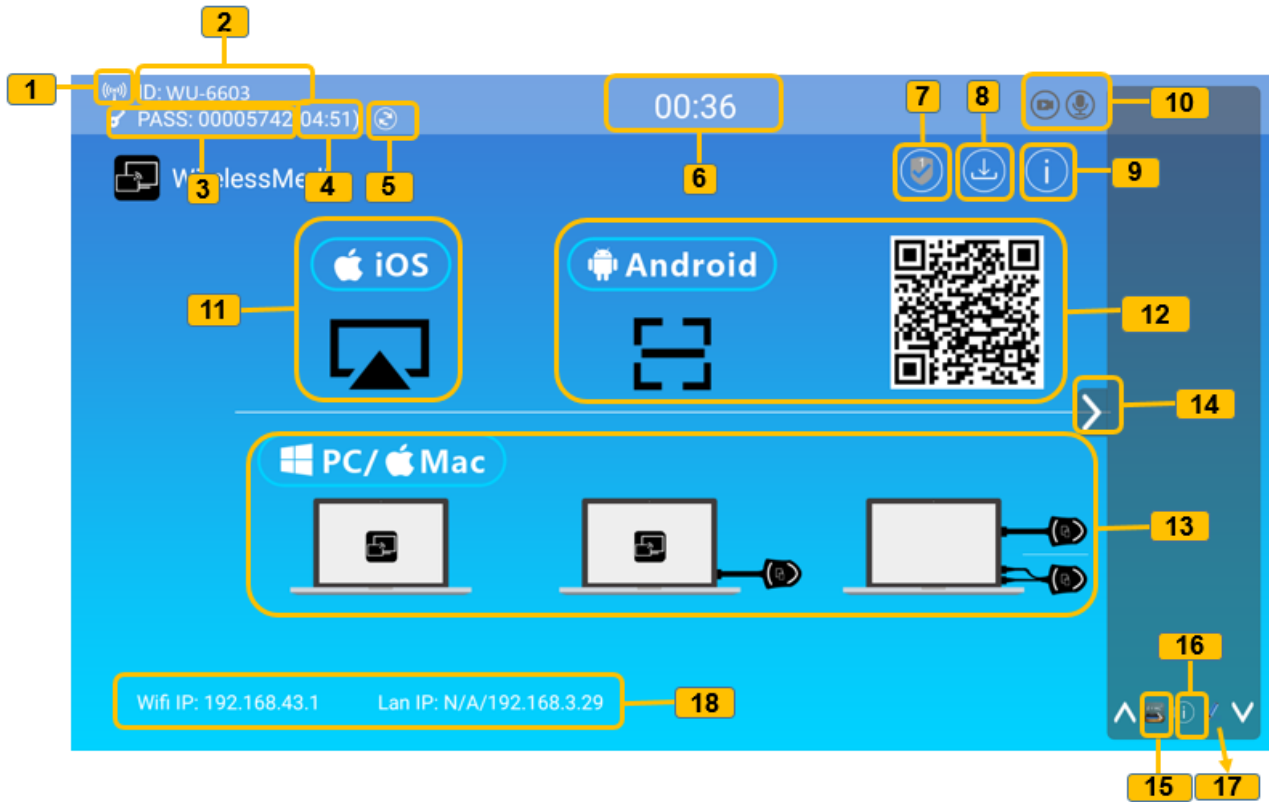 2
1
ID: WU-6603
PASS: 00005742 (04:51)
00:36
7
8
10
3
4
5
6
9
WirelessMedi
iOS
Android
11
12
14
PC/ Mac
13
16
Wifi IP: 192.168.43.1 Lan IP: N/A/192.168.3.29
18
15
17